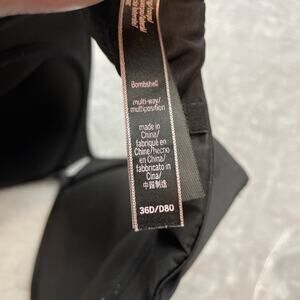 Bombshell
multi-way/
multiposition
made in
China/
fabriqué en
Chine/hecho
en China/
fabbricato in
Cina/
中国制造
36D/D80